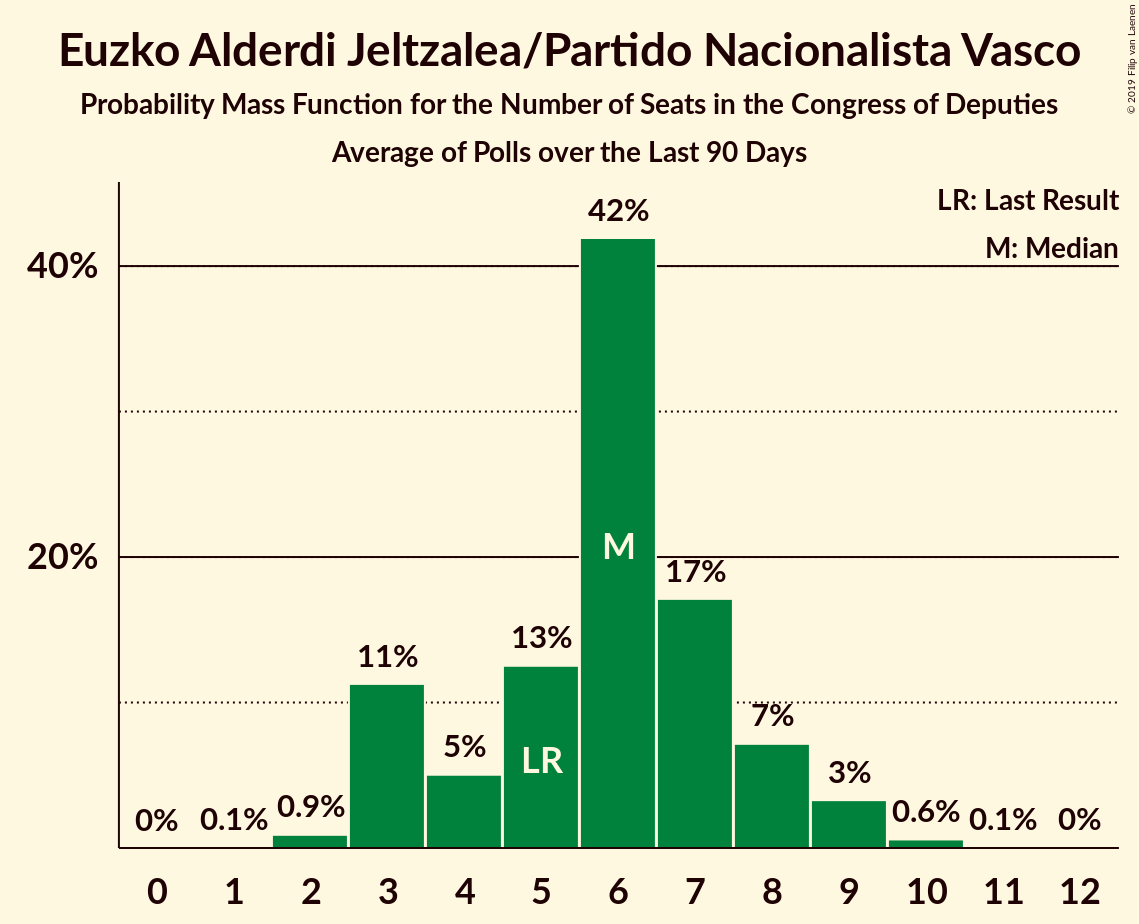 Euzko Alderdi Jeltzalea/Partido Nacionalista Vasco
Probability Mass Function for the Number of Seats in the Congress of Deputies
Average of Polls over the Last 90 Days
© 2019 Filip van Laenen
LR: Last Result
M: Median
40%
20%
0%
0.1%
0.9%
11%
5%
13%
42%
17%
7%
3%
0.6%
0.1%
0%
LR
M
0 1 2 3 4 5 6 7 8 9 10 11 12